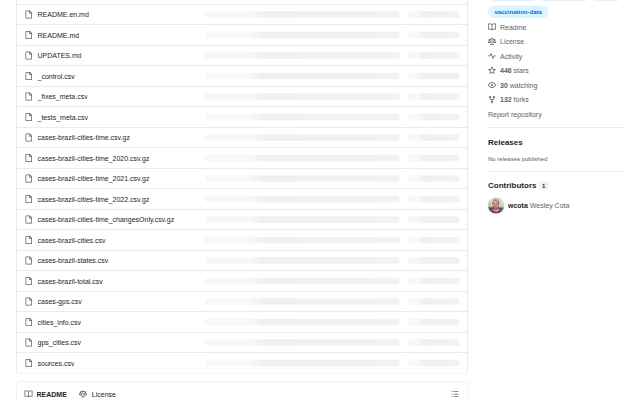 README.en.md
README.md
UPDATES.md
_control.csv
_fixes_meta.csv
_tests_meta.csv
cases-brazil-cities-time.csv.gz
cases-brazil-cities-time_2020.csv.gz
cases-brazil-cities-time_2021.csv.gz
cases-brazil-cities-time_2022.csv.gz
cases-brazil-cities-time_changesOnly.csv.gz
cases-brazil-cities.csv
cases-brazil-states.csv
cases-brazil-total.csv
cases-gps.csv
cities_info.csv
gps_cities.csv
sources.csv
README License
vaccination-data
Readme
License
Activity
446 stars
30 watching
132 forks
Report repository
Releases
No releases published
Contributors 1
wcota Wesley Cota